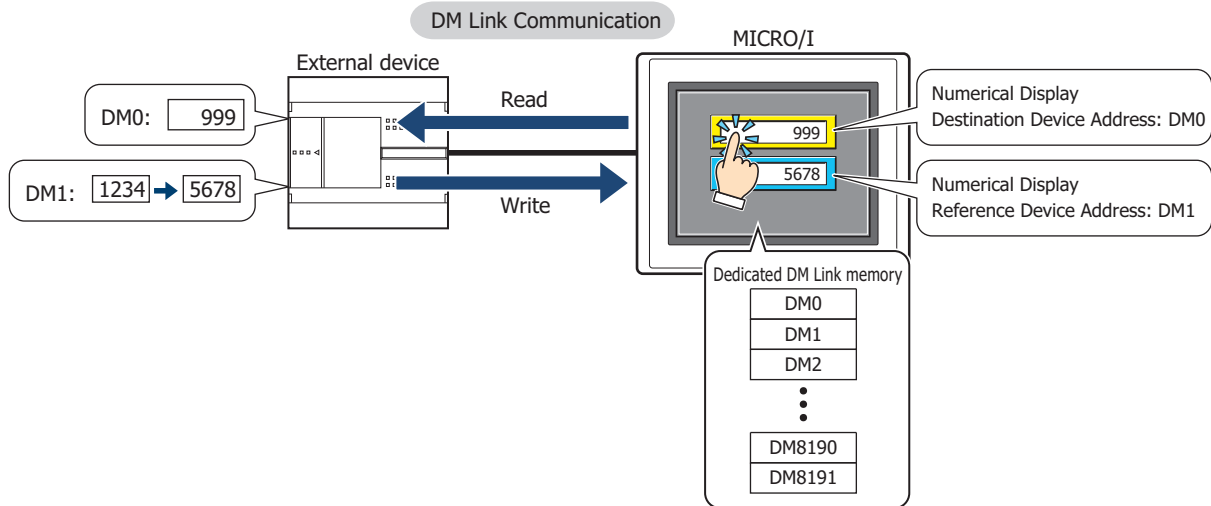 DM Link Communication
MICRO/I
External device
Read
DM0: 999
DM1: 1234 5678
Write
999
5678
Numerical Display
Destination Device Address: DM0
Numerical Display
Reference Device Address: DM1
Dedicated DM Link memory
DM0
DM1
DM2
DM8190
DM8191